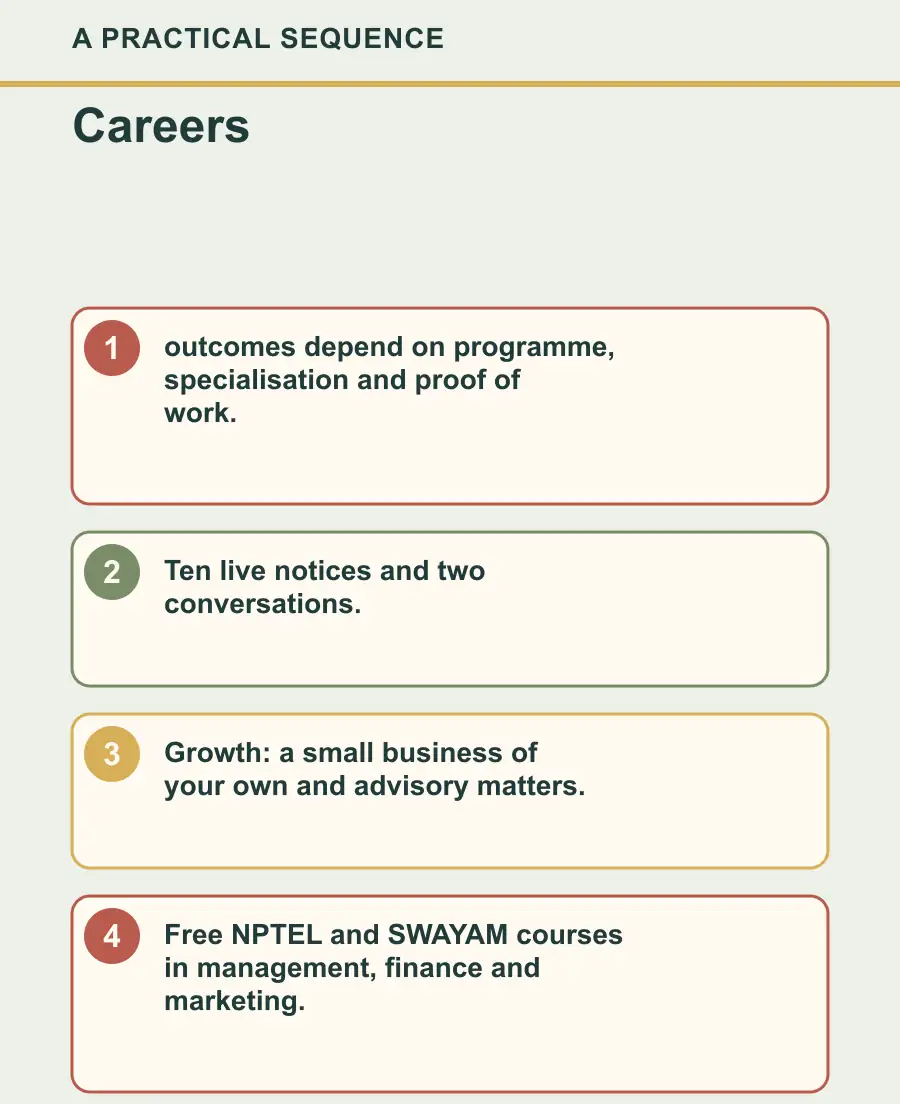 A PRACTICAL SEQUENCE
Careers
1
outcomes depend on programme,
specialisation and proof of
work.
2
Ten live notices and two
conversations.
3
Growth: a small business of
your own and advisory matters.
4
Free NPTEL and SWAYAM courses
in management, finance and
marketing.